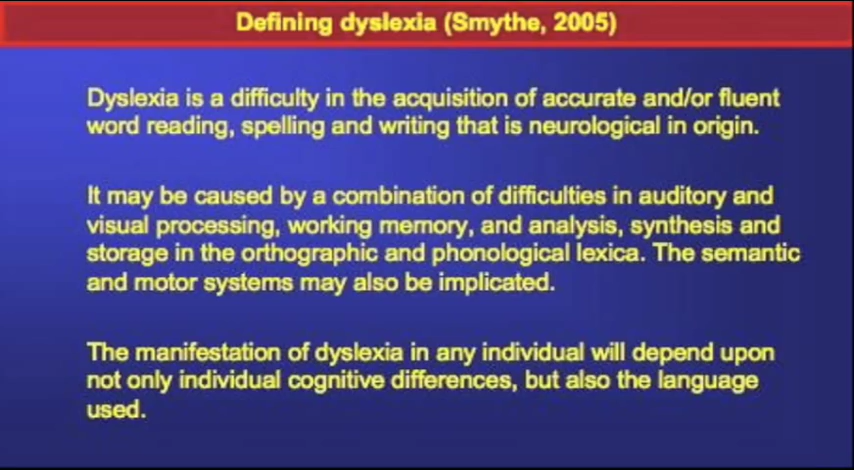 Defining dyslexia (Smythe, 2005)
Dyslexia is a difficulty in the acquisition of accurate and/or fluent
word reading, spelling and writing that is neurological in origin.
It may be caused by a combination of difficulties in auditory and
visual processing, working memory, and analysis, synthesis and
storage in the orthographic and phonological lexica. The semantic
and motor systems may also be implicated.
The manifestation of dyslexia in any individual will depend upon
not only individual cognitive differences, but also the language
used.